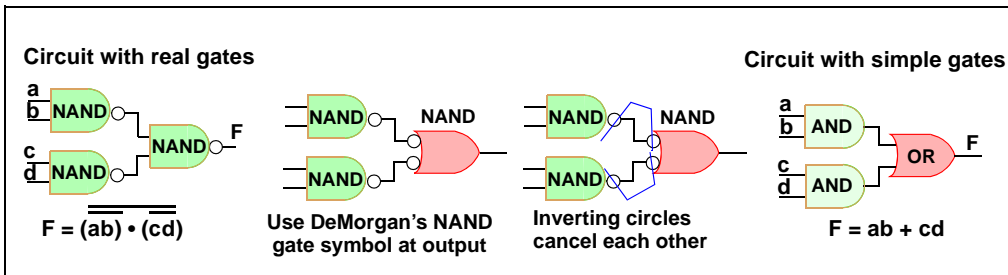 Circuit with real gates
a
b
NAND
c
d
NAND
NAND
F
F = (ab) • (cd)
NAND
NAND
NAND
Use DeMorgan's NAND
gate symbol at output
NAND
NAND
NAND
Inverting circles
cancel each other
Circuit with simple gates
a
b
AND
c
d
AND
OR
F
F = ab + cd